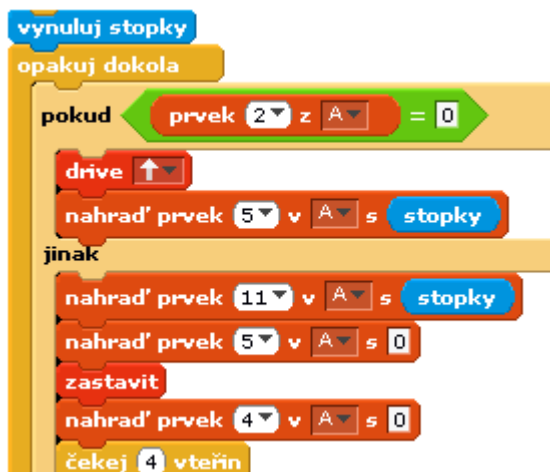 vynuluj stopky
opakuj dokola
pokud prvek 2 z A = 0
drive
nahraď prvek 5 v A s stopky
jinak
nahraď prvek 11 v A s stopky
nahraď prvek 5 v A s 0
zastavit
nahraď prvek 4 v A s 0
čekej 4 vteřin